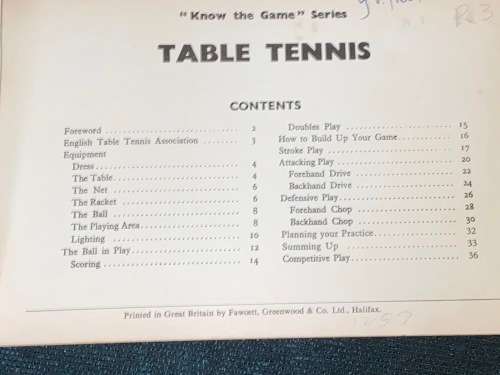 "Know the Game" Series
TABLE TENNIS
CONTENTS
Foreword 2
English Table Tennis Association 3
Equipment
Dress 4
The Table 4
The Net 6
The Racket 6
The Ball 8
The Playing Area 8
Lighting 10
The Ball in Play 12
Scoring 14
Doubles Play 15
How to Build Up Your Game 16
Stroke Play 17
Attacking Play 20
Forehand Drive 22
Backhand Drive 24
Defensive Play 26
Forehand Chop 28
Backhand Chop 30
Planning your Practice 32
Summing Up 33
Competitive Play 36
Printed in Great Britain by Fawcett, Greenwood & Co. Ltd., Halifax.